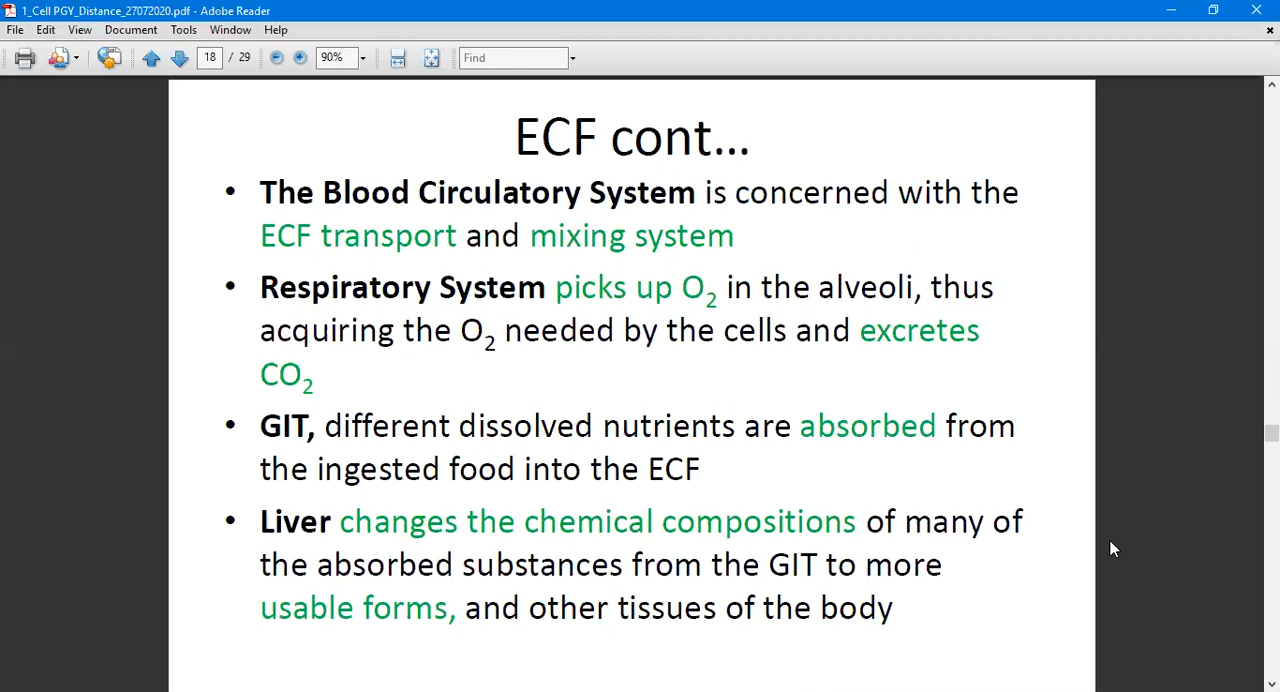 1_Cell PGY_Distance_27072020.pdf - Adobe Reader
File Edit View Document Tools Window Help
18 / 29 90% Find
ECF cont...
• The Blood Circulatory System is concerned with the
ECF transport and mixing system
• Respiratory System picks up O₂ in the alveoli, thus
acquiring the O₂ needed by the cells and excretes
CO₂
• GIT, different dissolved nutrients are absorbed from
the ingested food into the ECF
• Liver changes the chemical compositions of many of
the absorbed substances from the GIT to more
usable forms, and other tissues of the body